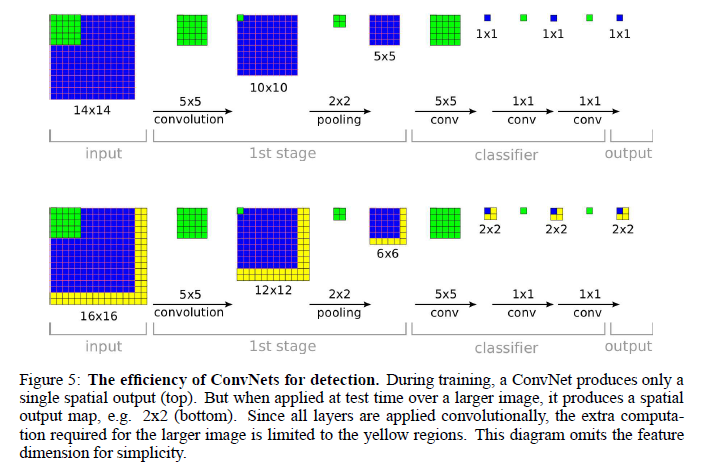 14x14
5x5
convolution
10x10
2x2
pooling
5x5
5x5
conv
1x1
1x1
conv
1x1
1x1
conv
1x1
input
1st stage
classifier
output
16x16
5x5
convolution
12x12
2x2
pooling
6x6
5x5
conv
2x2
1x1
conv
2x2
1x1
conv
2x2
input
1st stage
classifier
output
Figure 5: The efficiency of ConvNets for detection. During training, a ConvNet produces only a
single spatial output (top). But when applied at test time over a larger image, it produces a spatial
output map, e.g. 2x2 (bottom). Since all layers are applied convolutionally, the extra computa-
tion required for the larger image is limited to the yellow regions. This diagram omits the feature
dimension for simplicity.